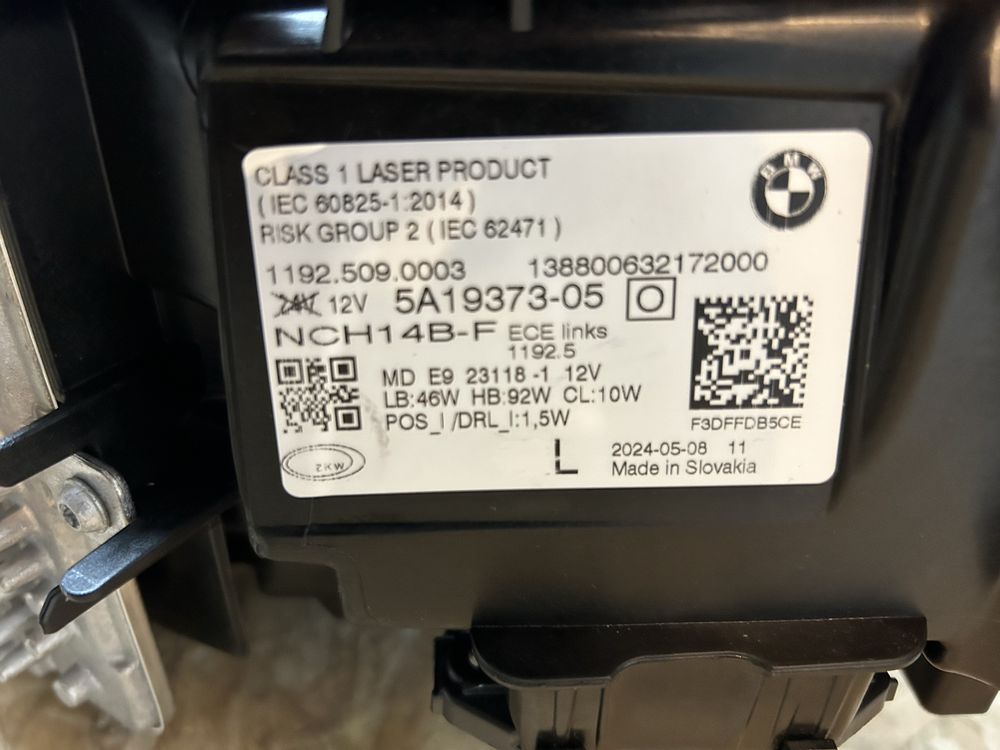 CLASS 1 LASER PRODUCT
(IEC 60825-1:2014)
RISK GROUP 2 (IEC 62471)
BMW
1192.509.0003 138800632172000
24V 12V 5A19373-05 O
NCH14B-F ECE links
1192.5
MD E9 23118-1 12V
LB:46W HB:92W CL:10W
POS_I/DRL_I:1,5W
F3DFFDB5CE
ZKW
L 2024-05-08 11
Made in Slovakia